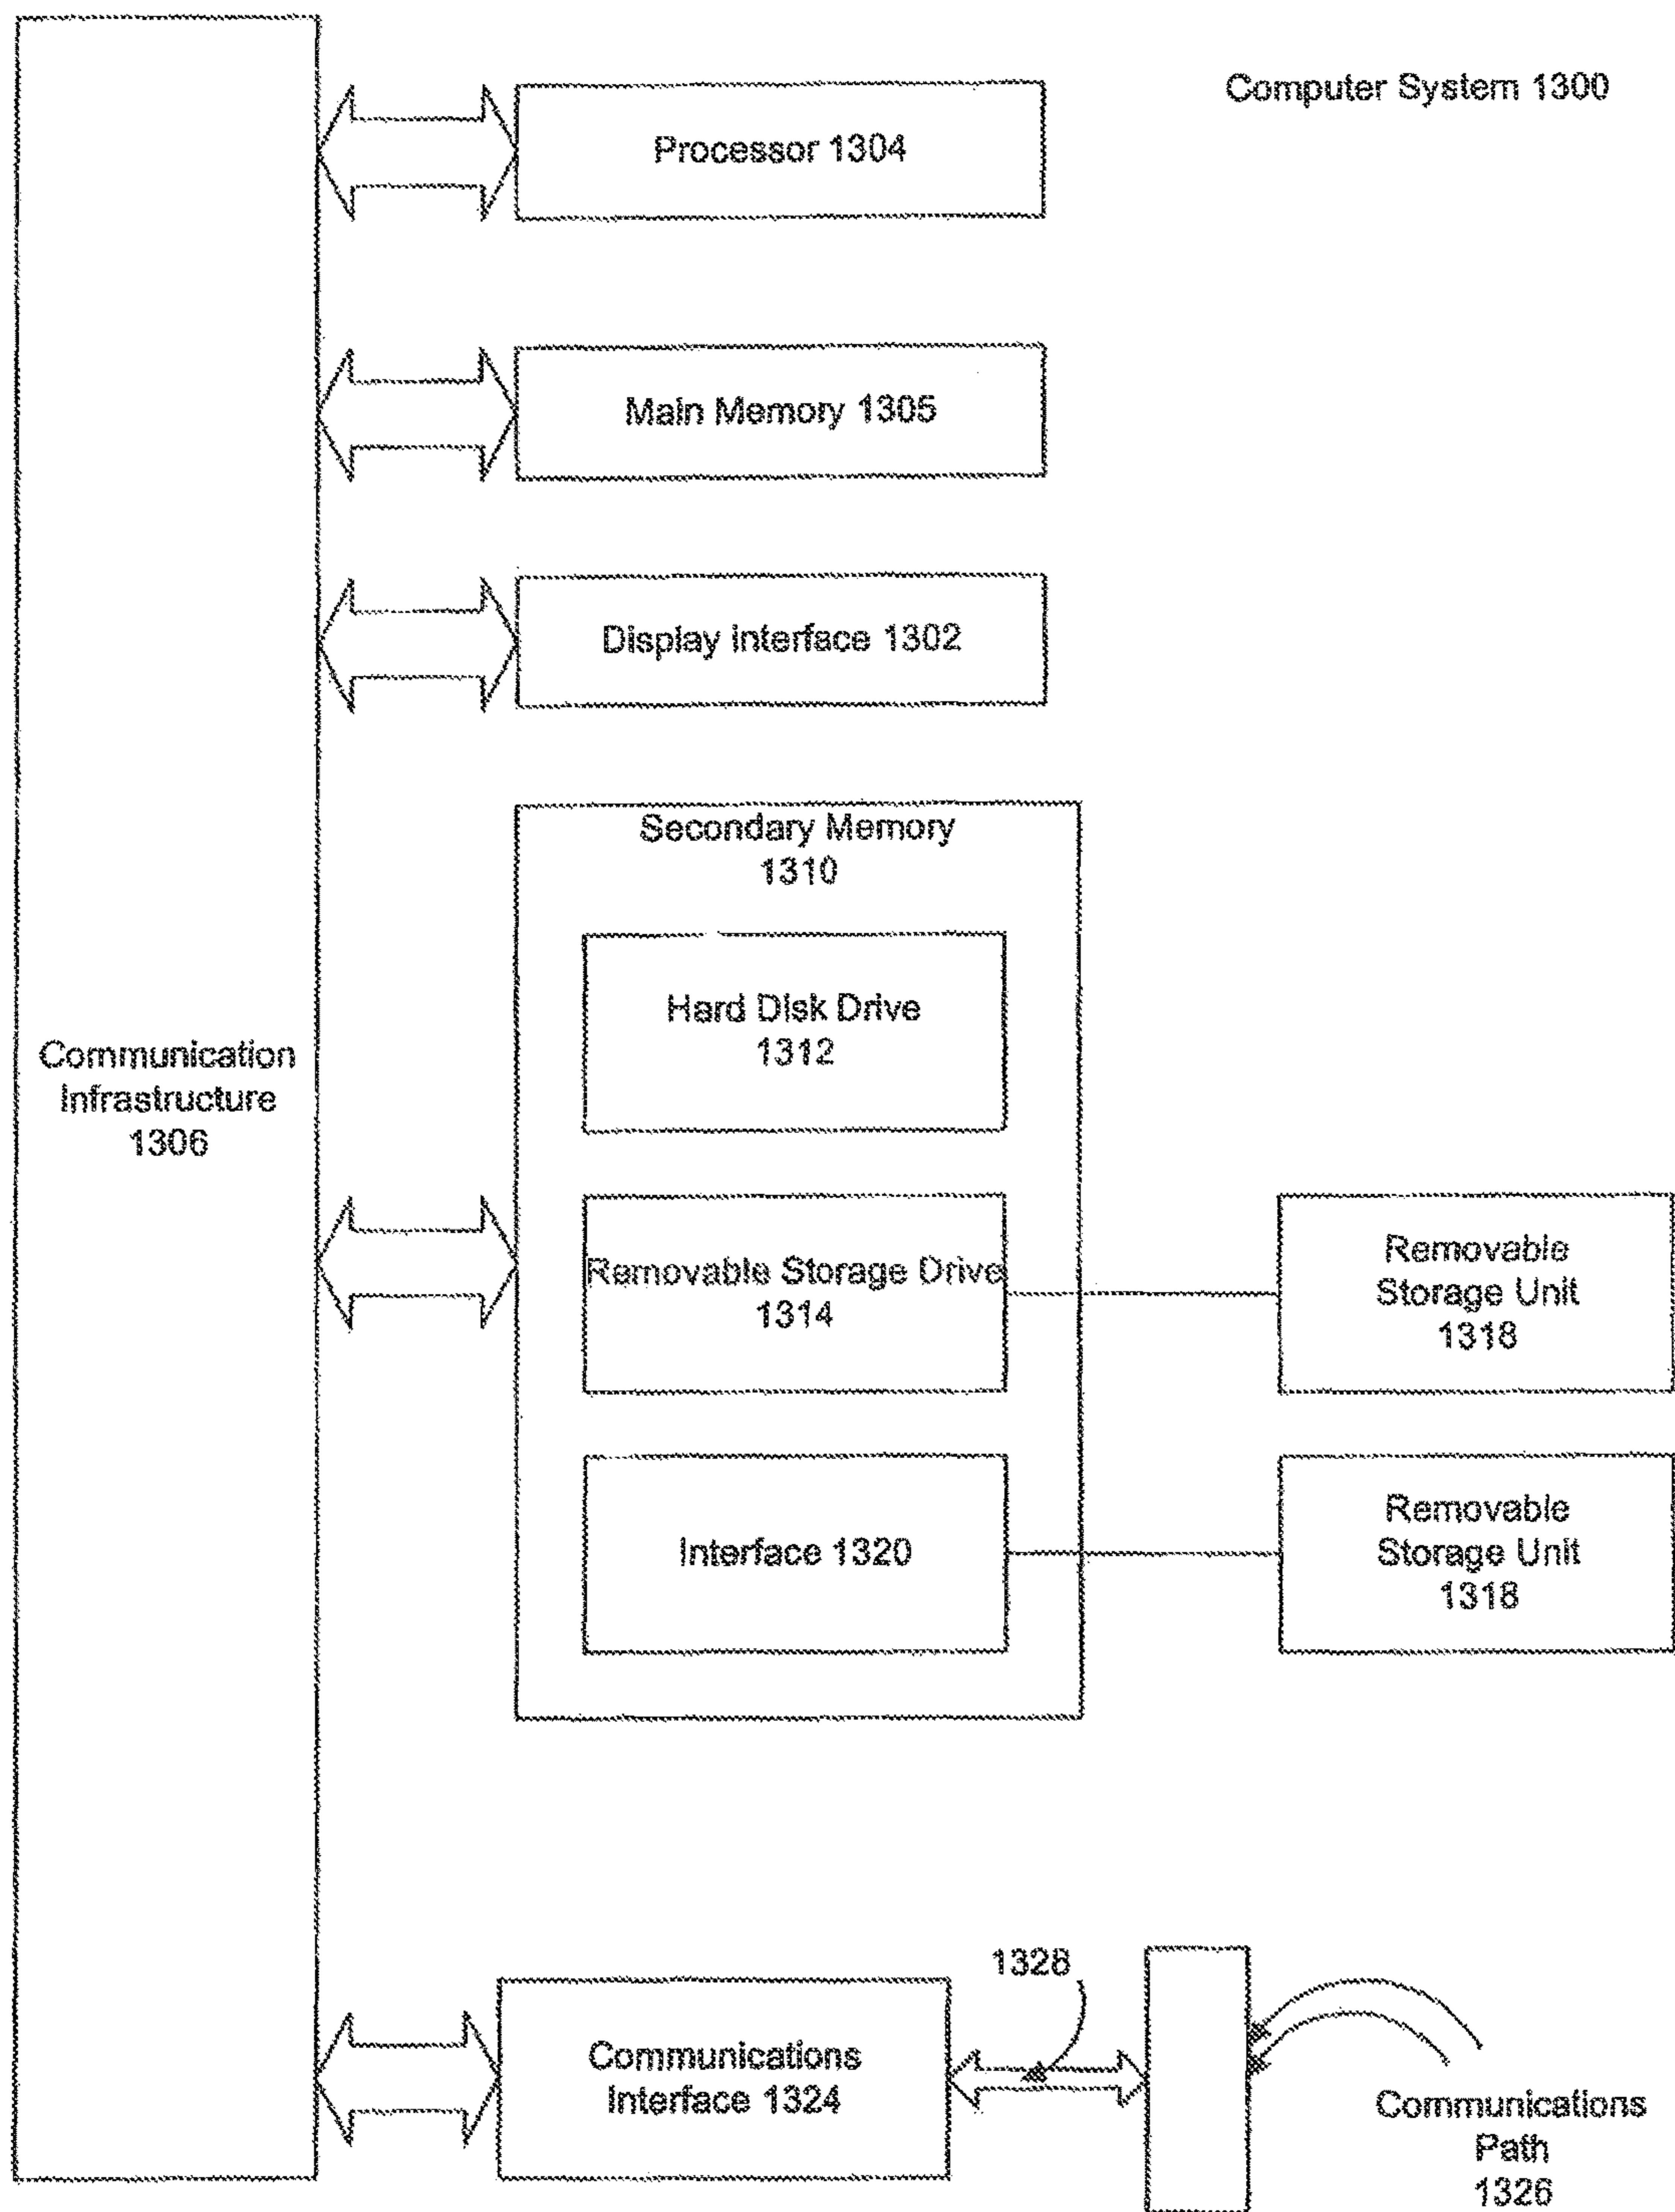 Computer System 1300
Processor 1304
Main Memory 1305
Display interface 1302
Secondary Memory
1310
Hard Disk Drive
1312
Communication
Infrastructure
1306
Removable Storage Drive
1314
Removable
Storage Unit
1318
Interface 1320
Removable
Storage Unit
1318
1328
Communications
Interface 1324
Communications
Path
1326